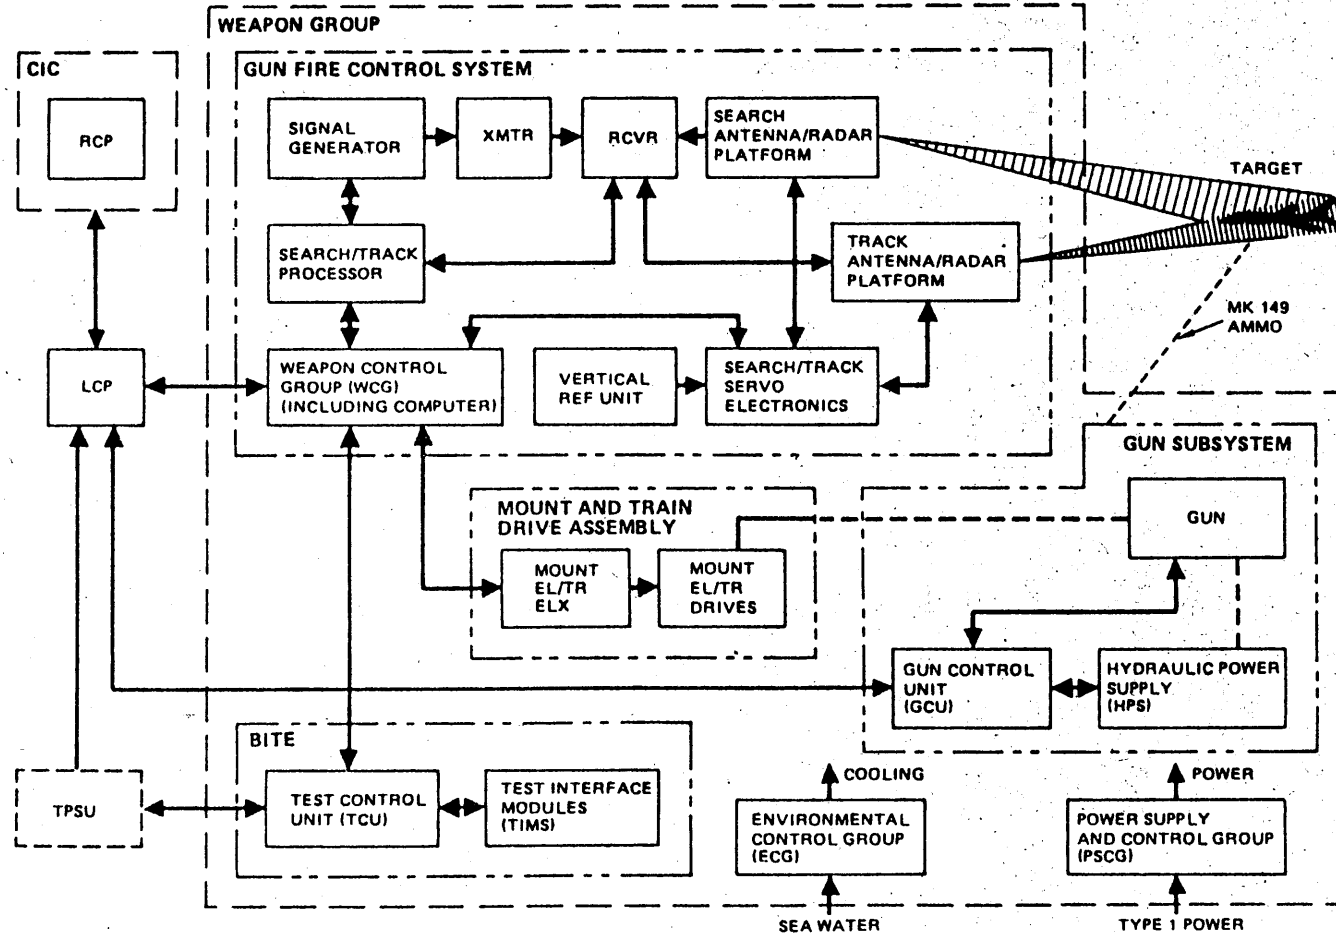 WEAPON GROUP
CIC
RCP
GUN FIRE CONTROL SYSTEM
SIGNAL
GENERATOR
XMTR
RCVR
SEARCH
ANTENNA/RADAR
PLATFORM
TARGET
SEARCH/TRACK
PROCESSOR
TRACK
ANTENNA/RADAR
PLATFORM
MK 149
AMMO
LCP
WEAPON CONTROL
GROUP (WCG)
(INCLUDING COMPUTER)
VERTICAL
REF UNIT
SEARCH/TRACK
SERVO
ELECTRONICS
GUN SUBSYSTEM
GUN
MOUNT AND TRAIN
DRIVE ASSEMBLY
MOUNT
EL/TR
ELX
MOUNT
EL/TR
DRIVES
GUN CONTROL
UNIT
(GCU)
HYDRAULIC POWER
SUPPLY
(HPS)
BITE
TPSU
TEST CONTROL
UNIT (TCU)
TEST INTERFACE
MODULES
(TIMS)
COOLING
POWER
ENVIRONMENTAL
CONTROL GROUP
(ECG)
POWER SUPPLY
AND CONTROL GROUP
(PSCG)
SEA WATER
TYPE 1 POWER